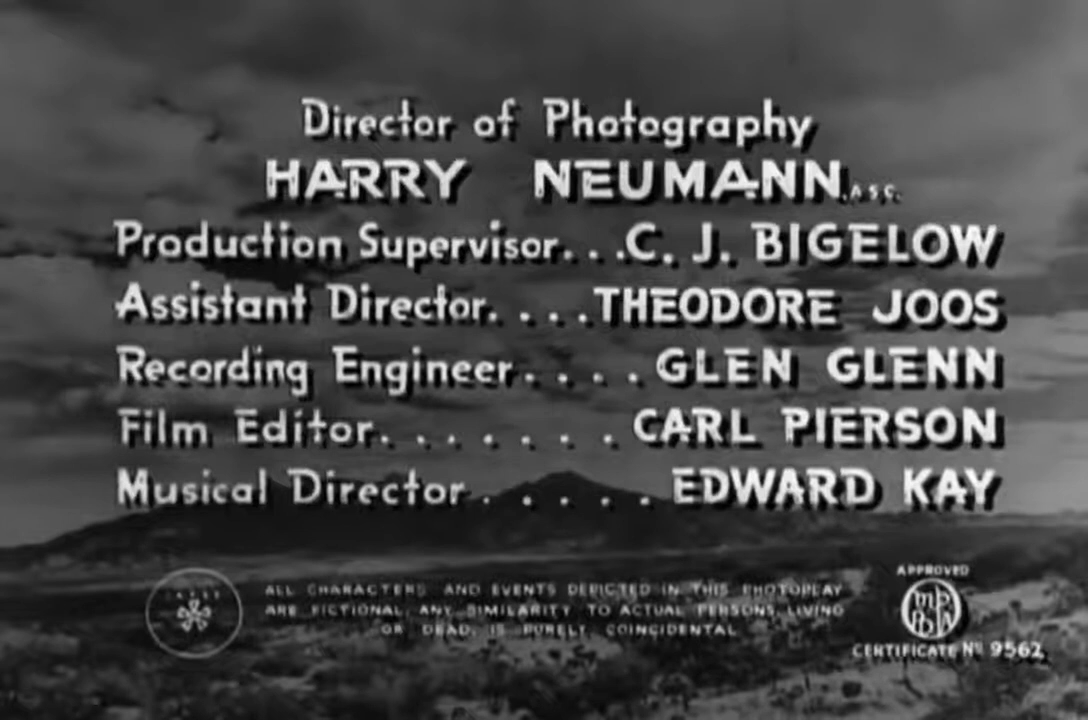 Director of Photography
HARRY NEUMANN, A.S.C.
Production Supervisor. . .C. J. BIGELOW
Assistant Director. . . .THEODORE JOOS
Recording Engineer. . . . GLEN GLENN
Film Editor. . . . . . . CARL PIERSON
Musical Director. . . . . EDWARD KAY
ALL CHARACTERS AND EVENTS DEPICTED IN THIS PHOTOPLAY
ARE FICTIONAL. ANY SIMILARITY TO ACTUAL PERSONS, LIVING
OR DEAD, IS PURELY COINCIDENTAL
APPROVED
MPPDA
CERTIFICATE Nº 9562